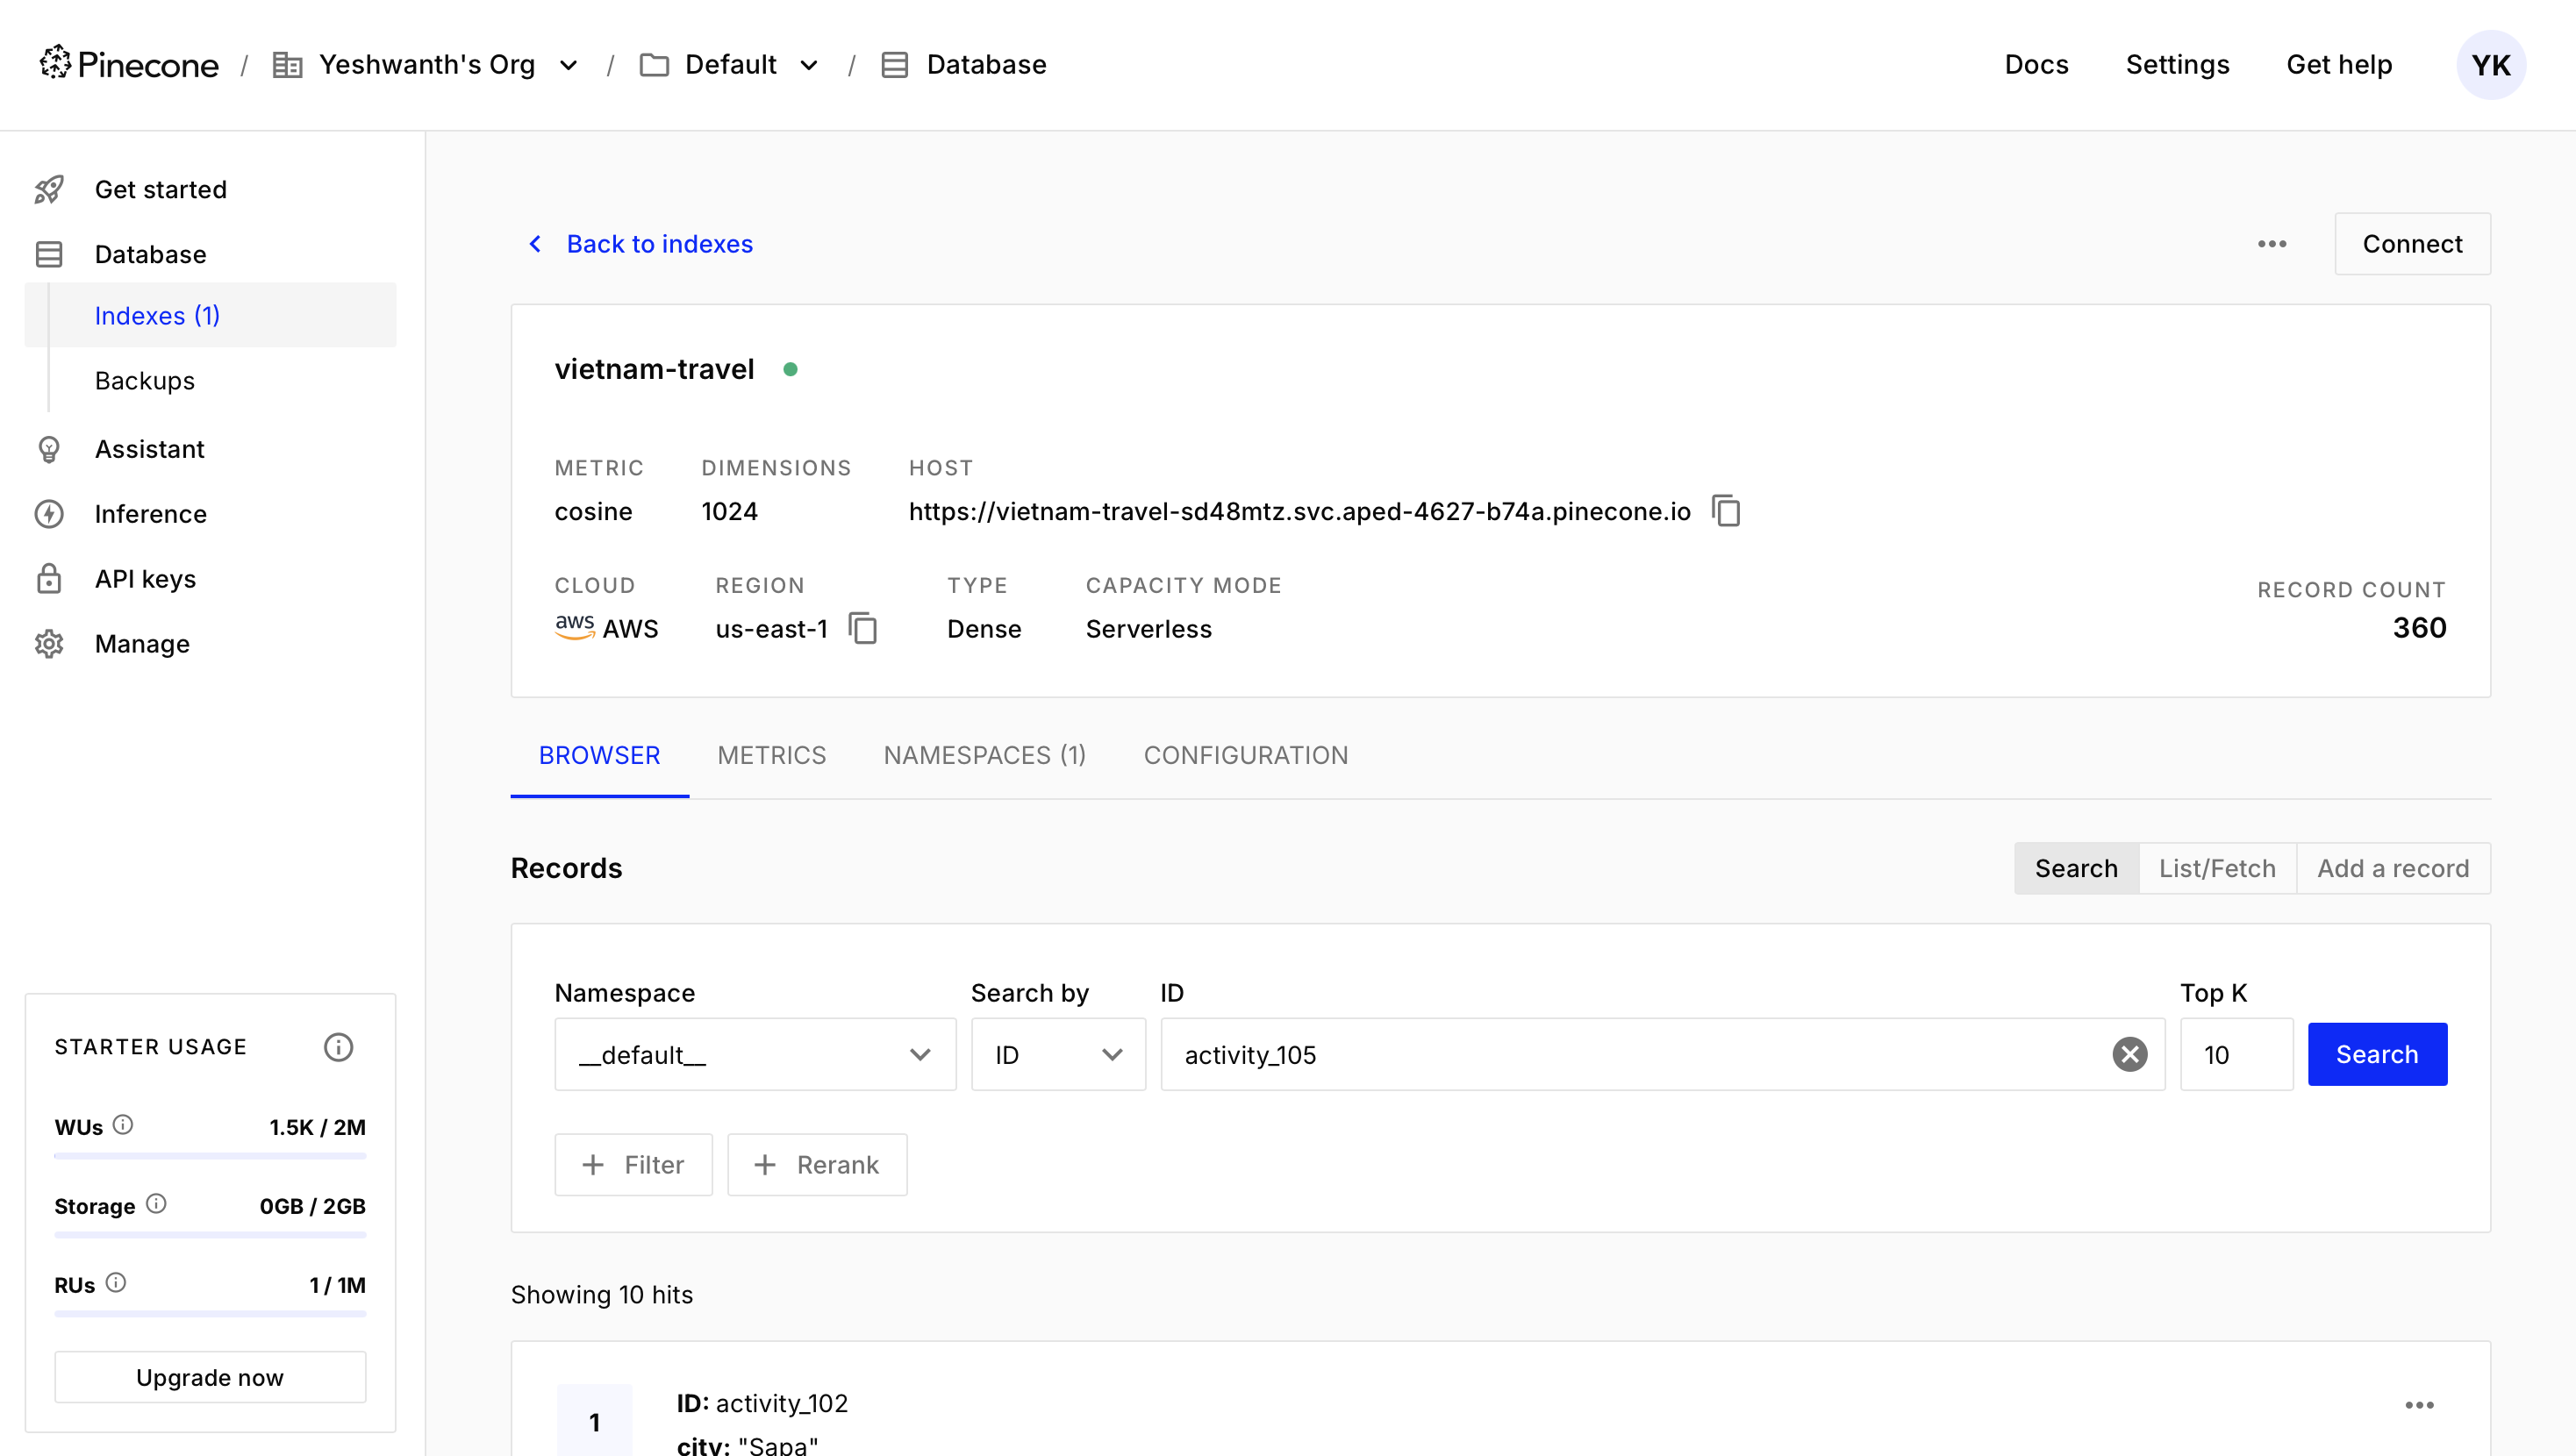 Pinecone / Yeshwanth's Org / Default / Database
Docs Settings Get help YK
Get started
Database
Indexes (1)
Backups
Assistant
Inference
API keys
Manage
STARTER USAGE
WUs 1.5K / 2M
Storage 0GB / 2GB
RUs 1 / 1M
Upgrade now
Back to indexes
Connect
vietnam-travel
METRIC DIMENSIONS HOST
cosine 1024 https://vietnam-travel-sd48mtz.svc.aped-4627-b74a.pinecone.io
CLOUD REGION TYPE CAPACITY MODE RECORD COUNT
aws AWS us-east-1 Dense Serverless 360
BROWSER METRICS NAMESPACES (1) CONFIGURATION
Records
Search List/Fetch Add a record
Namespace Search by ID Top K
__default__ ID activity_105 10 Search
Filter Rerank
Showing 10 hits
1
ID: activity_102
city: "Sapa"